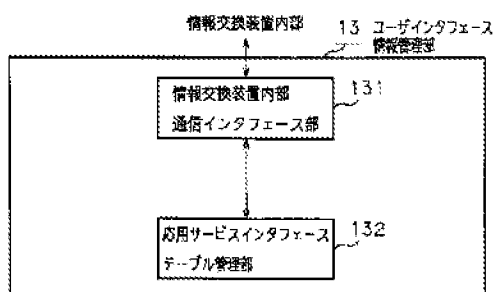 情報交換装置内部
13 ユーザインタフェース
情報管理部
131
情報交換装置内部
通信インタフェース部
132
応用サービスインタフェース
テーブル管理部